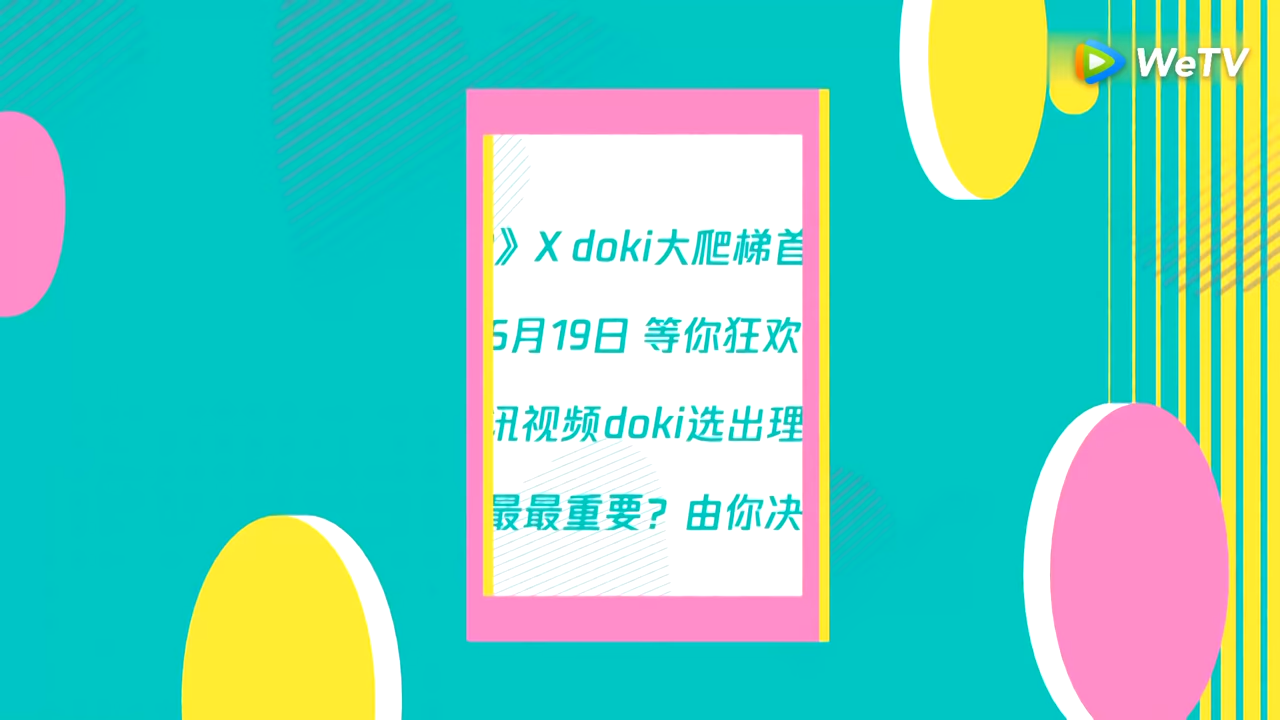 WeTV
》X doki大爬梯首
6月19日 等你狂欢
讯视频doki选出理
最最重要？由你决